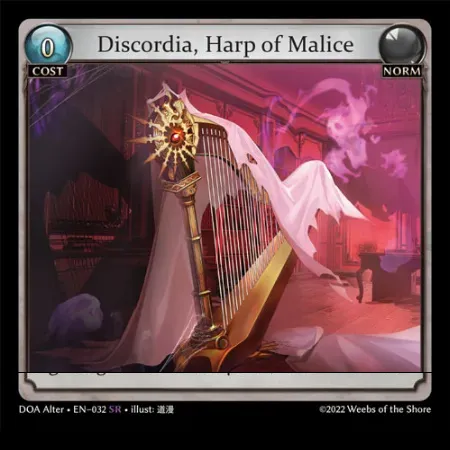 0
Discordia, Harp of Malice
COST
NORM
DOA Alter • EN-032 SR • illust: 道漫
©2022 Weebs of the Shore